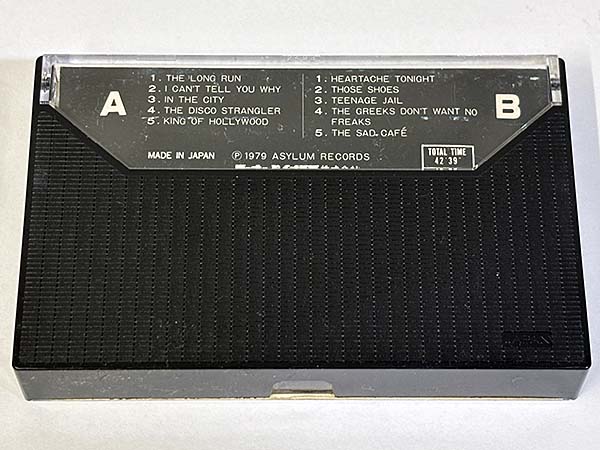 A
1. THE LONG RUN
2. I CAN'T TELL YOU WHY
3. IN THE CITY
4. THE DISCO STRANGLER
5. KING OF HOLLYWOOD
1. HEARTACHE TONIGHT
2. THOSE SHOES
3. TEENAGE JAIL
4. THE GREEKS DON'T WANT NO
FREAKS
5. THE SAD CAFÉ
B
MADE IN JAPAN
Ⓟ 1979 ASYLUM RECORDS
TOTAL TIME
42'39"